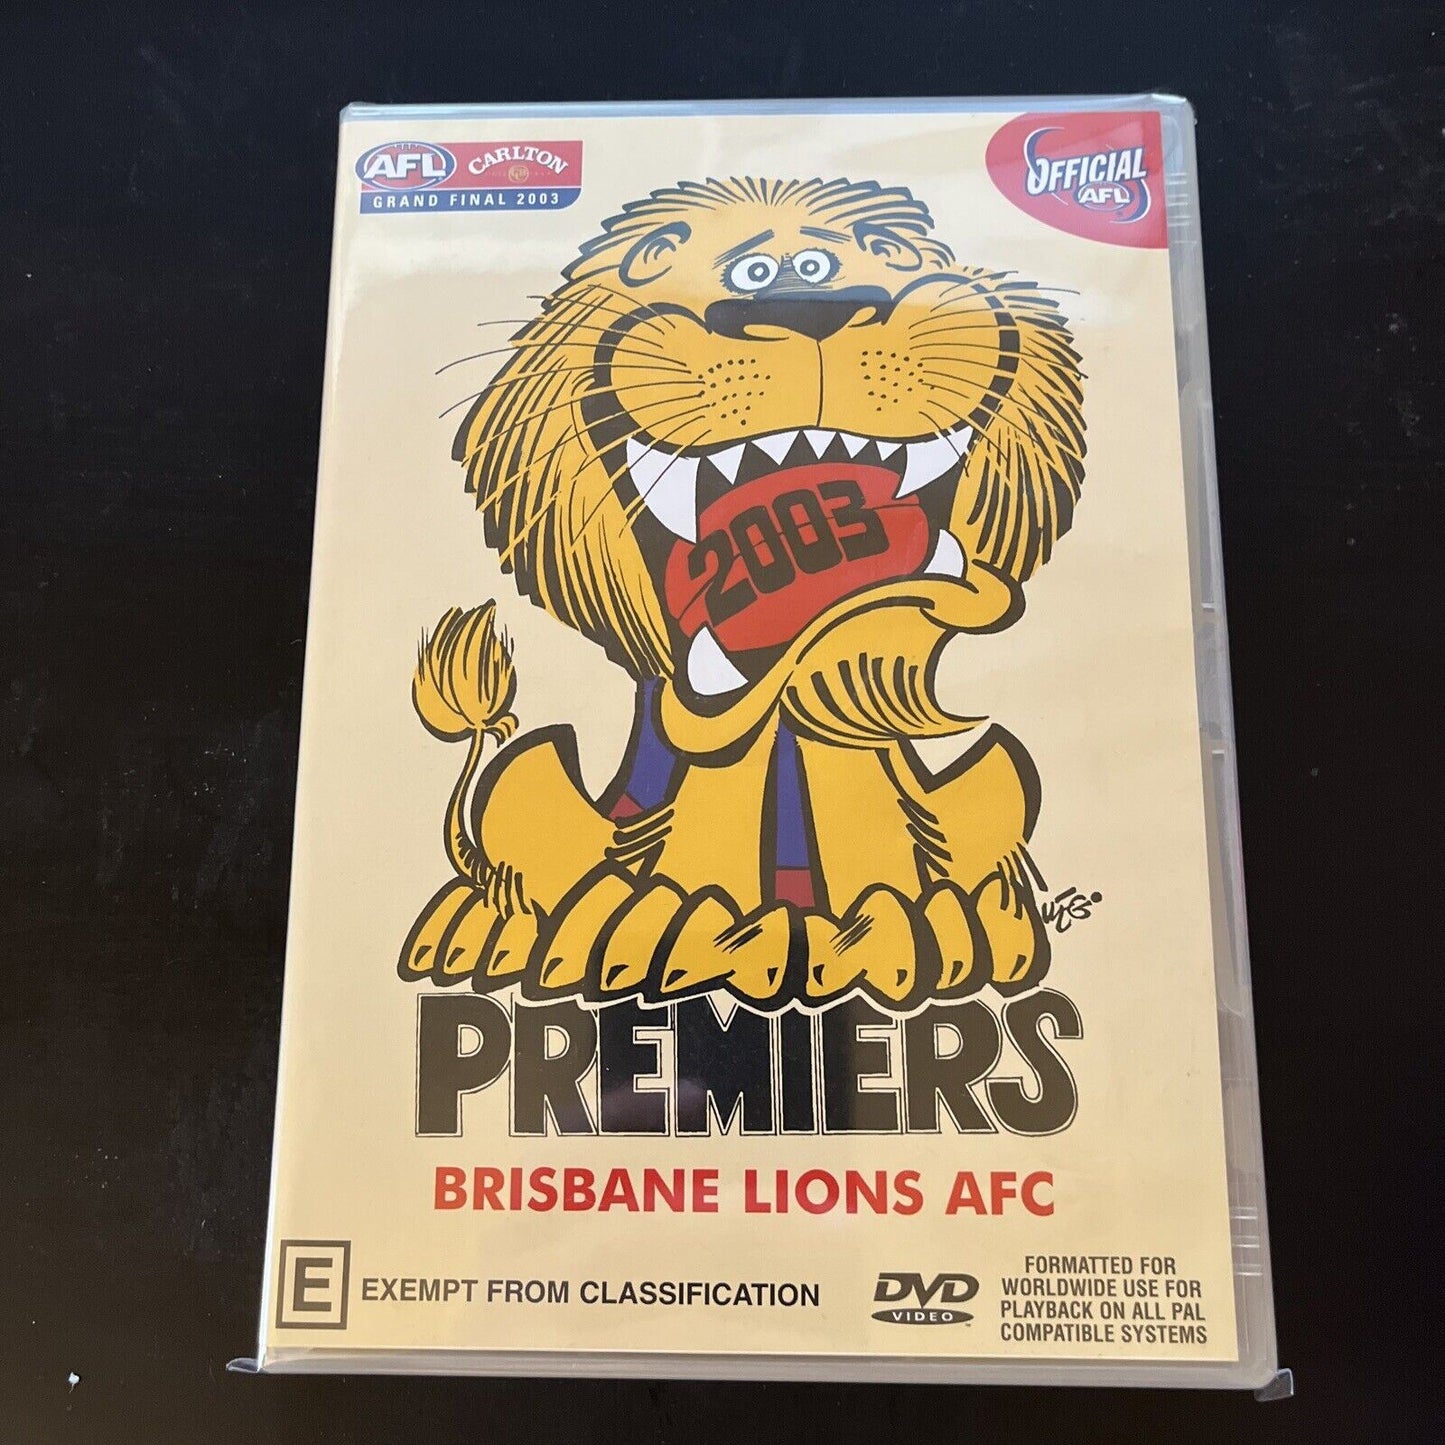 AFL CARLTON
GRAND FINAL 2003
OFFICIAL
AFL
2003
WEG
PREMIERS
BRISBANE LIONS AFC
E EXEMPT FROM CLASSIFICATION
DVD
VIDEO
FORMATTED FOR
WORLDWIDE USE FOR
PLAYBACK ON ALL PAL
COMPATIBLE SYSTEMS